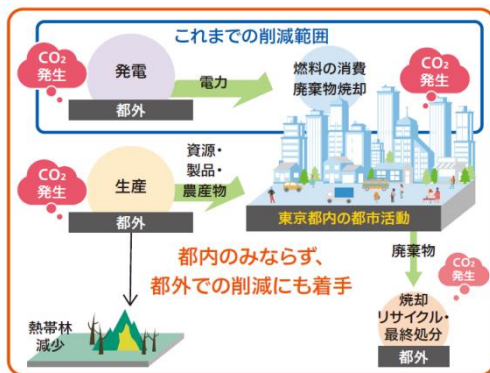 これまでの削減範囲
CO2
発生
発電
都外
電力
燃料の消費
廃棄物焼却
CO2
発生
CO2
発生
生産
都外
資源・
製品・
農産物
東京都内の都市活動
都内のみならず、
都外での削減にも着手
廃棄物
CO2
発生
熱帯林
減少
焼却
リサイクル・
最終処分
都外